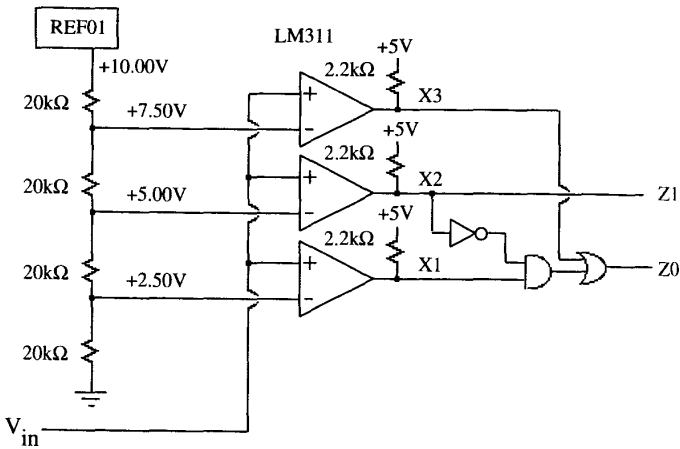 REF01
LM311
+5V
+10.00V
2.2kΩ
20kΩ
+7.50V
+
X3
−
+5V
2.2kΩ
20kΩ
+5.00V
+
X2
−
Z1
+5V
2.2kΩ
20kΩ
+2.50V
+
X1
−
Z0
20kΩ
Vin